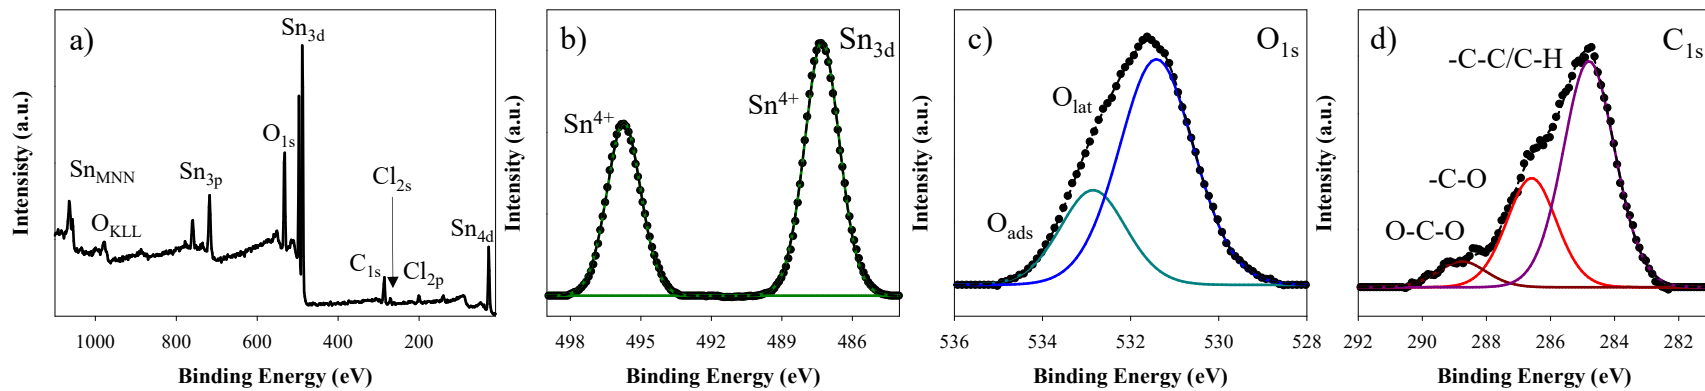 a)
Sn3d
O1s
SnMNN
Sn3p
Cl2s
OKLL
Sn4d
C1s
Cl2p
Intensisty (a.u.)
1000 800 600 400 200
Binding Energy (eV)
b)
Sn3d
Sn4+
Sn4+
Intensity (a.u.)
498 495 492 489 486
Binding Energy (eV)
c)
O1s
Olat
Oads
Intensity (a.u.)
536 534 532 530 528
Binding Energy (eV)
d)
C1s
-C-C/C-H
-C-O
O-C-O
Intensity (a.u.)
292 290 288 286 284 282
Binding Energy (eV)